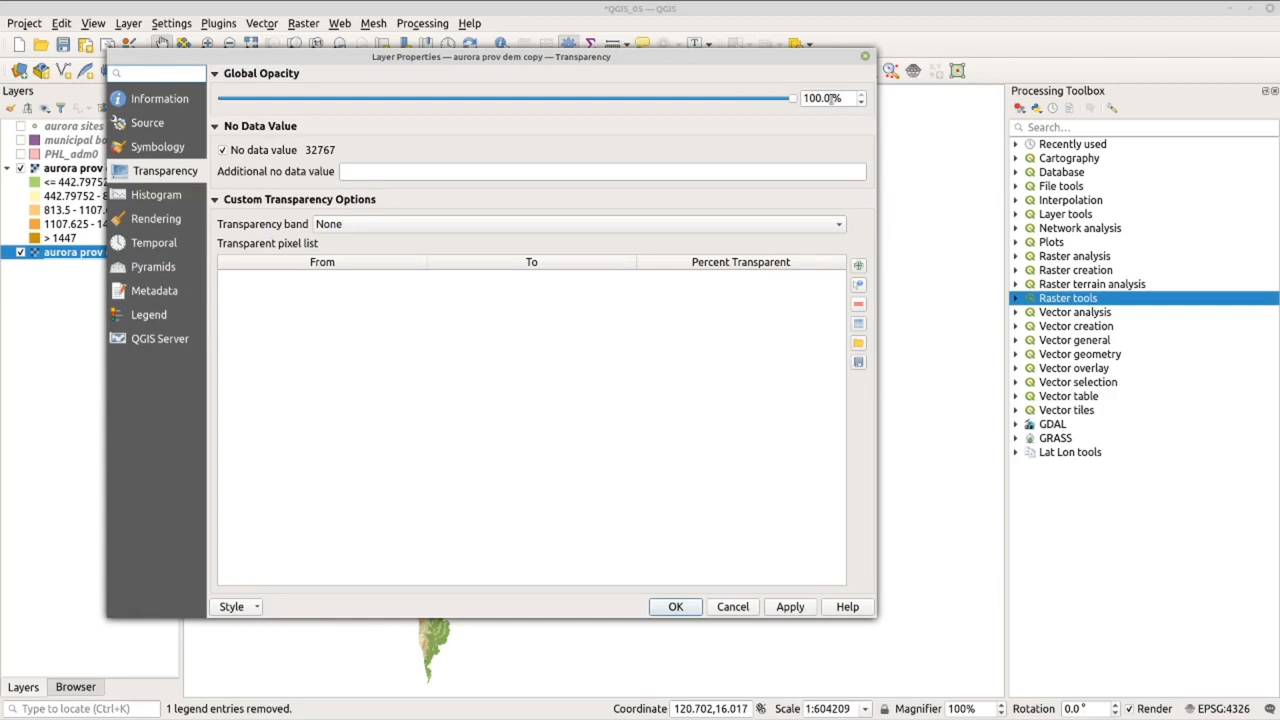 *QGIS_05 — QGIS
Project Edit View Layer Settings Plugins Vector Raster Web Mesh Processing Help
Layers
aurora sites
municipal bo
PHL_adm0
aurora prov
<= 442.79752
442.79752 - 8
813.5 - 1107.
1107.625 - 14
> 1447
aurora prov
Layer Properties — aurora prov dem copy — Transparency
Information
Source
Symbology
Transparency
Histogram
Rendering
Temporal
Pyramids
Metadata
Legend
QGIS Server
Global Opacity
100.0%
No Data Value
No data value 32767
Additional no data value
Custom Transparency Options
Transparency band None
Transparent pixel list
From To Percent Transparent
Style OK Cancel Apply Help
Processing Toolbox
Search...
Recently used
Cartography
Database
File tools
Interpolation
Layer tools
Network analysis
Plots
Raster analysis
Raster creation
Raster terrain analysis
Raster tools
Vector analysis
Vector creation
Vector general
Vector geometry
Vector overlay
Vector selection
Vector table
Vector tiles
GDAL
GRASS
Lat Lon tools
Layers Browser
Type to locate (Ctrl+K) 1 legend entries removed. Coordinate 120.702,16.017 Scale 1:604209 Magnifier 100% Rotation 0.0° Render EPSG:4326